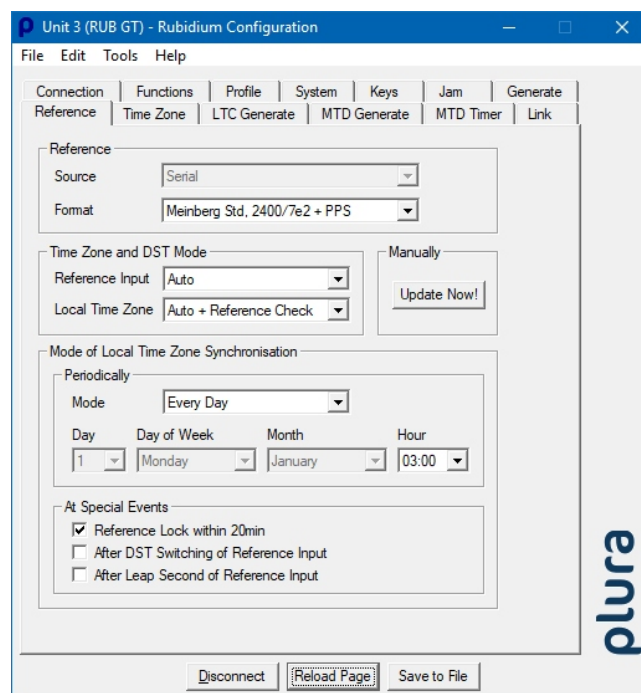 Unit 3 (RUB GT) - Rubidium Configuration
File Edit Tools Help
Connection Functions Profile System Keys Jam Generate
Reference Time Zone LTC Generate MTD Generate MTD Timer Link
Reference
Source Serial
Format Meinberg Std, 2400/7e2 + PPS
Time Zone and DST Mode Manually
Reference Input Auto
Update Now!
Local Time Zone Auto + Reference Check
Mode of Local Time Zone Synchronisation
Periodically
Mode Every Day
Day Day of Week Month Hour
1 Monday January 03:00
At Special Events
Reference Lock within 20min
After DST Switching of Reference Input
After Leap Second of Reference Input
plura
Disconnect Reload Page Save to File